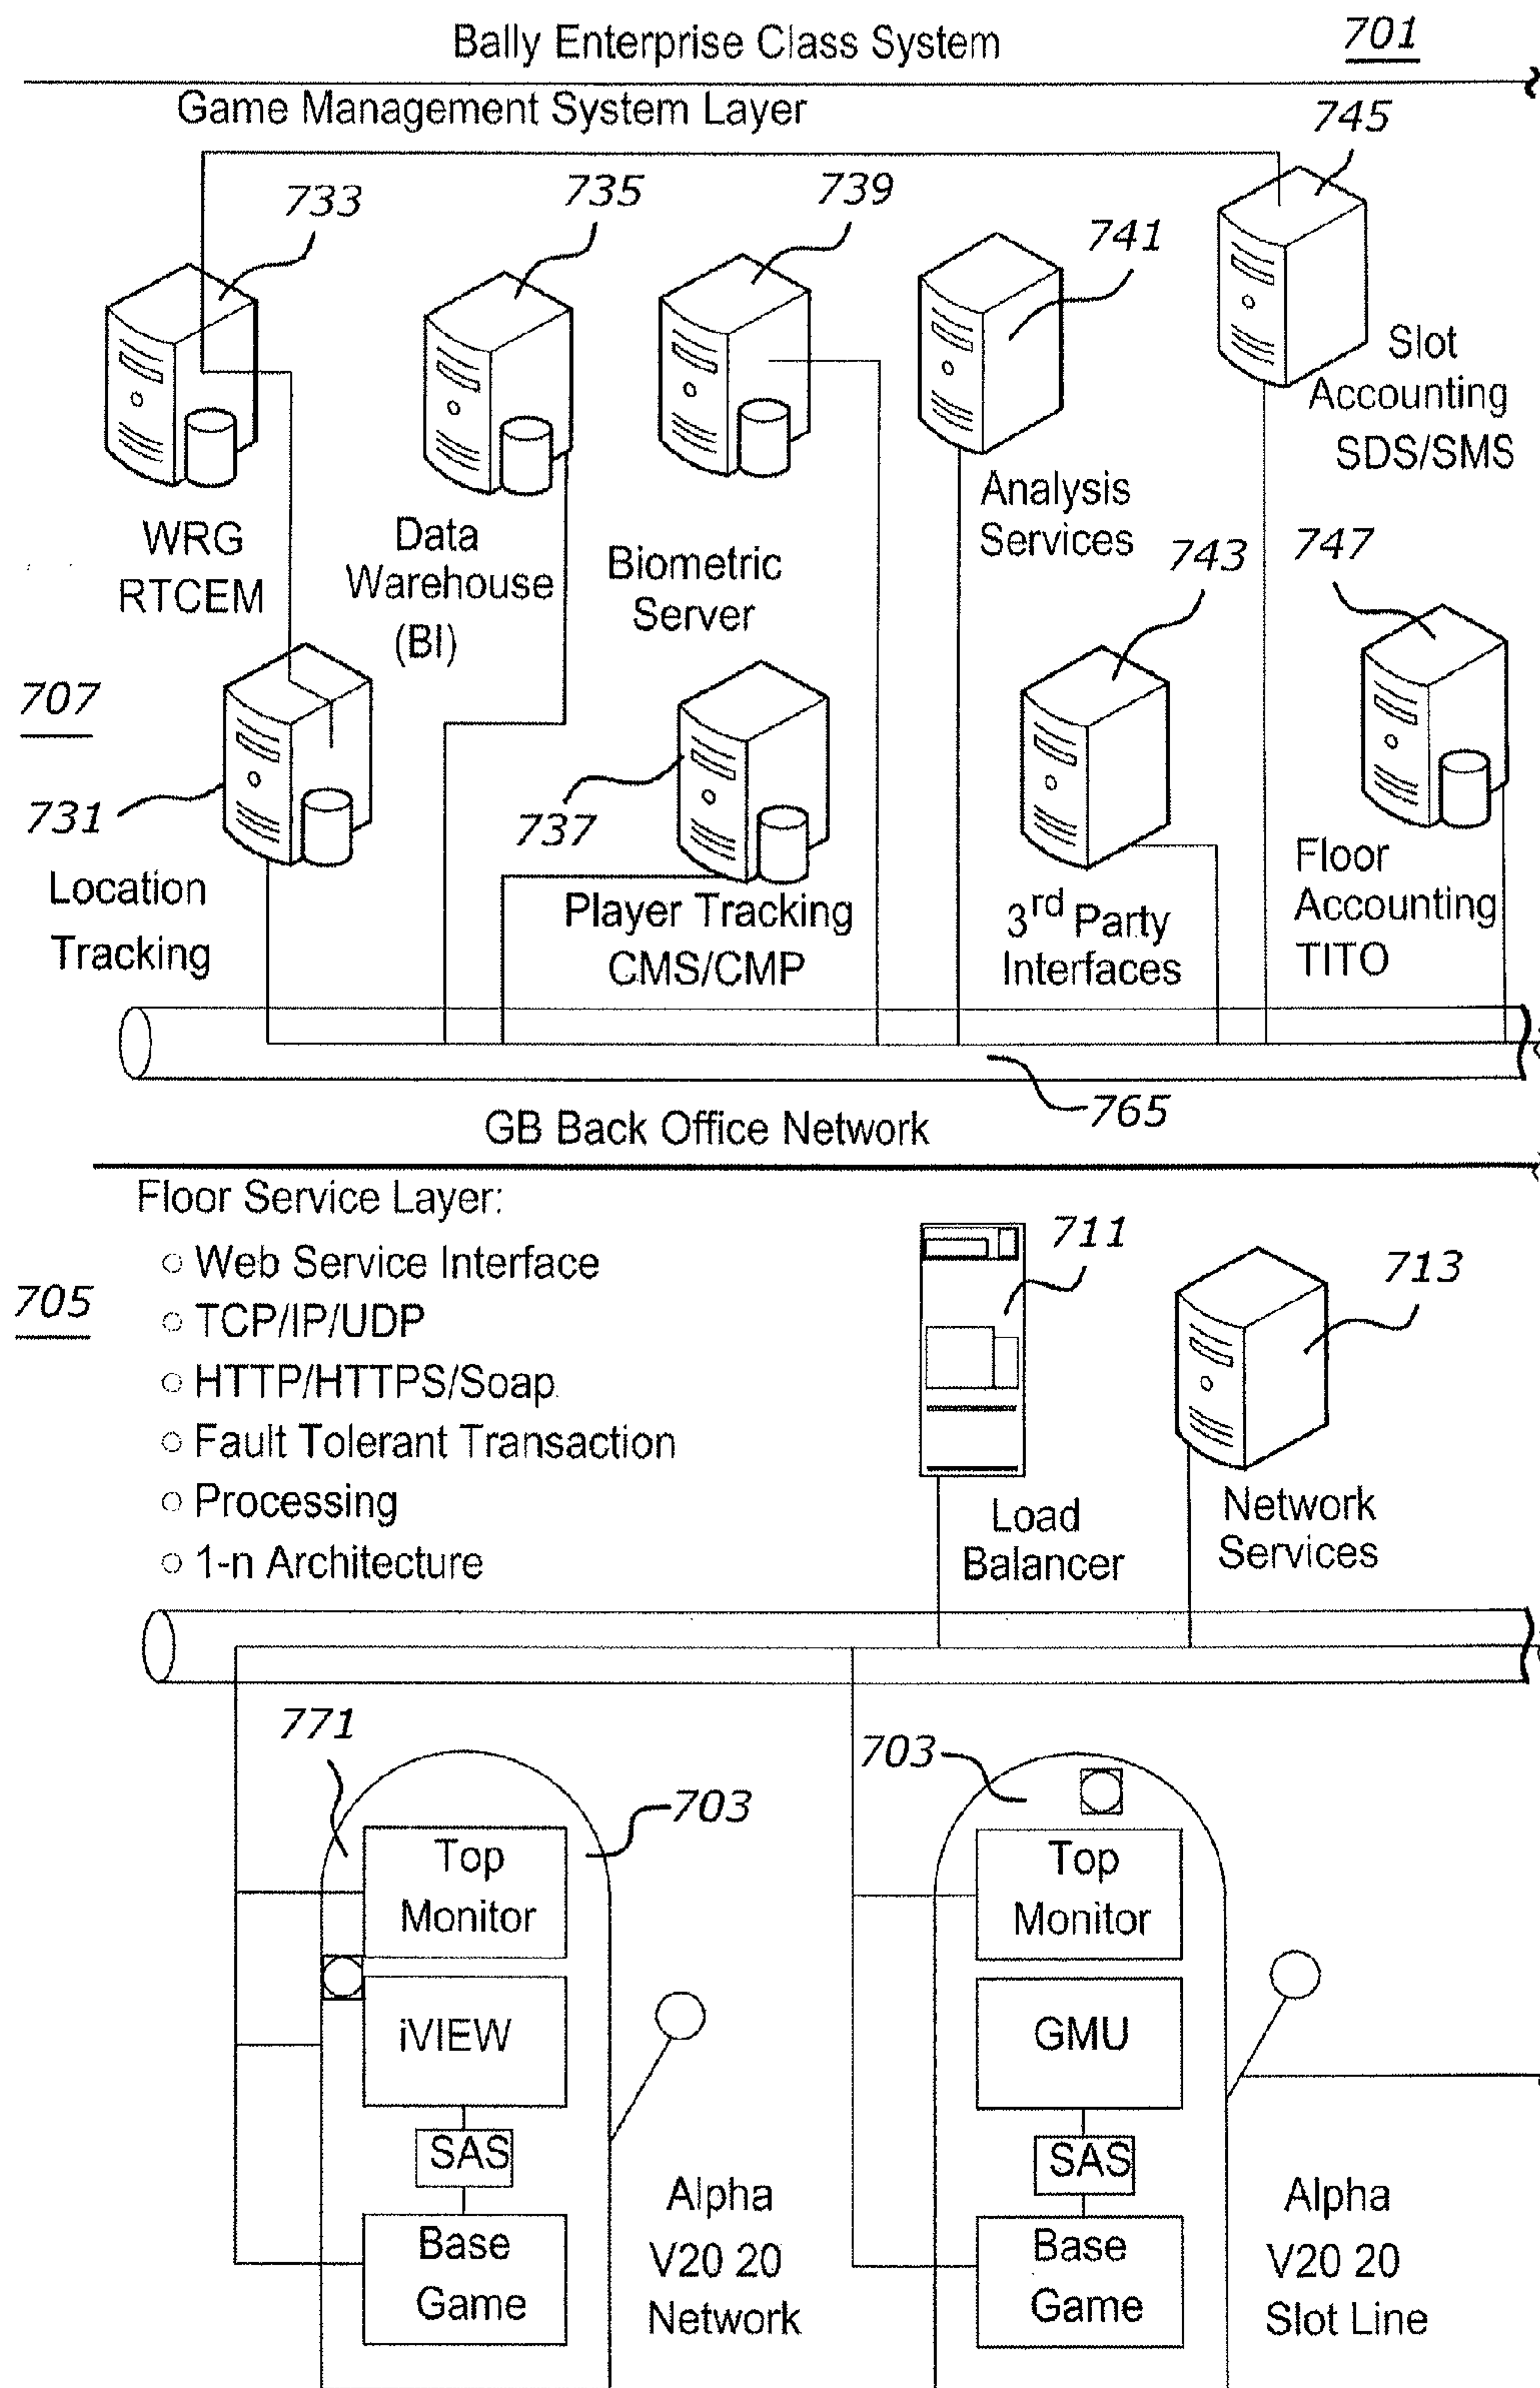 Bally Enterprise Class System
701
Game Management System Layer
745
733
735
739
741
Slot
Accounting
SDS/SMS
WRG
RTCEM
Data
Warehouse
(BI)
Biometric
Server
Analysis
Services
743
747
707
731
737
Location
Tracking
Player Tracking
CMS/CMP
3rd Party
Interfaces
Floor
Accounting
TITO
765
GB Back Office Network
Floor Service Layer:
705
○ Web Service Interface
○ TCP/IP/UDP
○ HTTP/HTTPS/Soap
○ Fault Tolerant Transaction
○ Processing
○ 1-n Architecture
711
713
Load
Balancer
Network
Services
771
703
703
Top
Monitor
iVIEW
SAS
Base
Game
Alpha
V20 20
Network
Top
Monitor
GMU
SAS
Base
Game
Alpha
V20 20
Slot Line